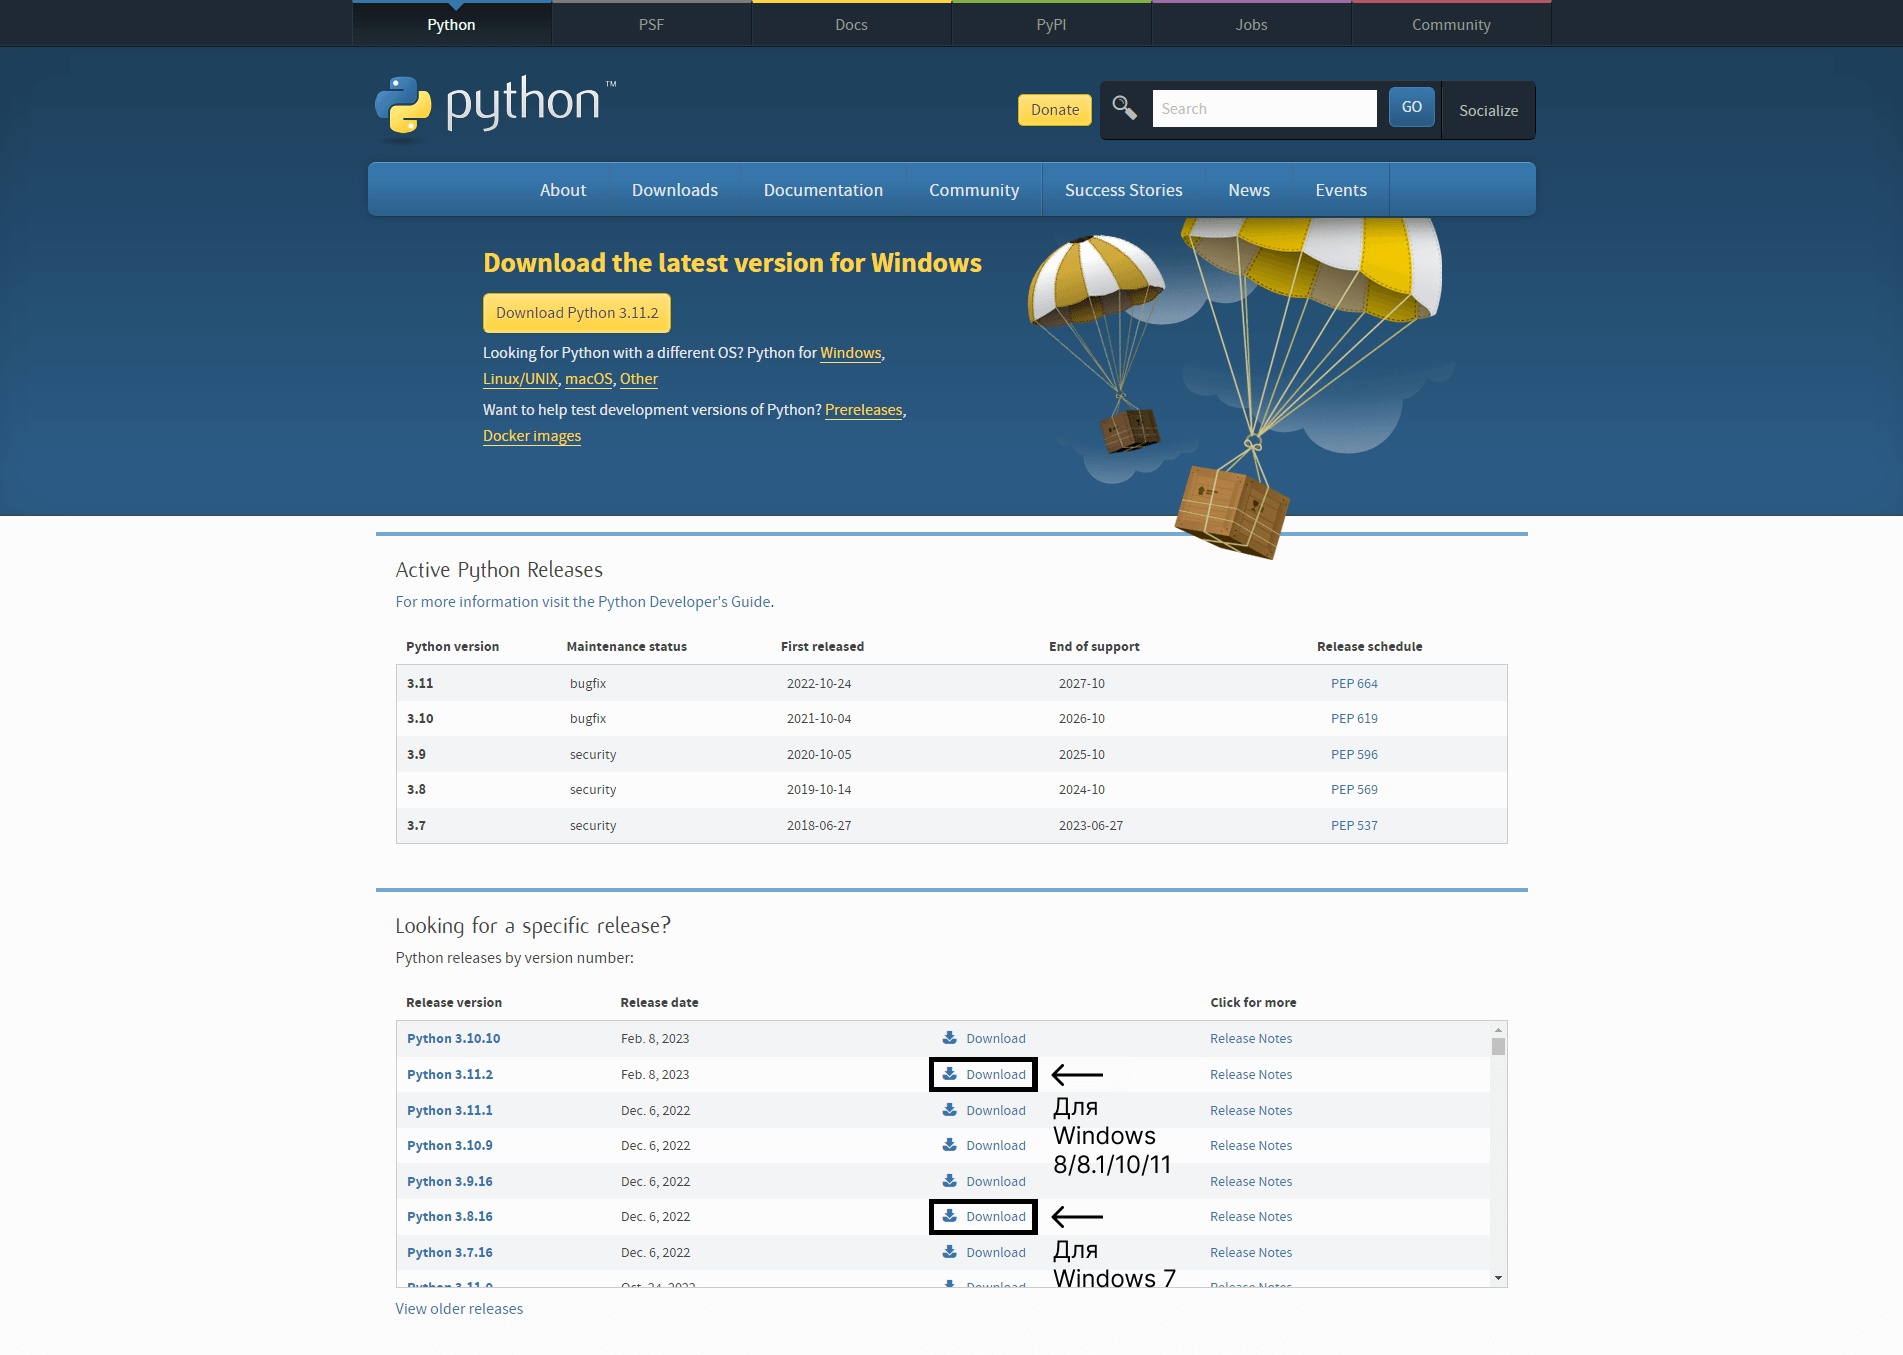 Python PSF Docs PyPI Jobs Community
python™
Donate Search GO Socialize
About Downloads Documentation Community Success Stories News Events
Download the latest version for Windows
Download Python 3.11.2
Looking for Python with a different OS? Python for Windows,
Linux/UNIX, macOS, Other
Want to help test development versions of Python? Prereleases,
Docker images
Active Python Releases
For more information visit the Python Developer's Guide.
Python version Maintenance status First released End of support Release schedule
3.11 bugfix 2022-10-24 2027-10 PEP 664
3.10 bugfix 2021-10-04 2026-10 PEP 619
3.9 security 2020-10-05 2025-10 PEP 596
3.8 security 2019-10-14 2024-10 PEP 569
3.7 security 2018-06-27 2023-06-27 PEP 537
Looking for a specific release?
Python releases by version number:
Release version Release date Click for more
Python 3.10.10 Feb. 8, 2023 Download Release Notes
Python 3.11.2 Feb. 8, 2023 Download Release Notes
Python 3.11.1 Dec. 6, 2022 Download Для Release Notes
Python 3.10.9 Dec. 6, 2022 Download Windows Release Notes
8/8.1/10/11
Python 3.9.16 Dec. 6, 2022 Download Release Notes
Python 3.8.16 Dec. 6, 2022 Download Release Notes
Python 3.7.16 Dec. 6, 2022 Download Для Release Notes
Python 3.11.0 Oct. 24, 2022 Download Windows 7 Release Notes
View older releases